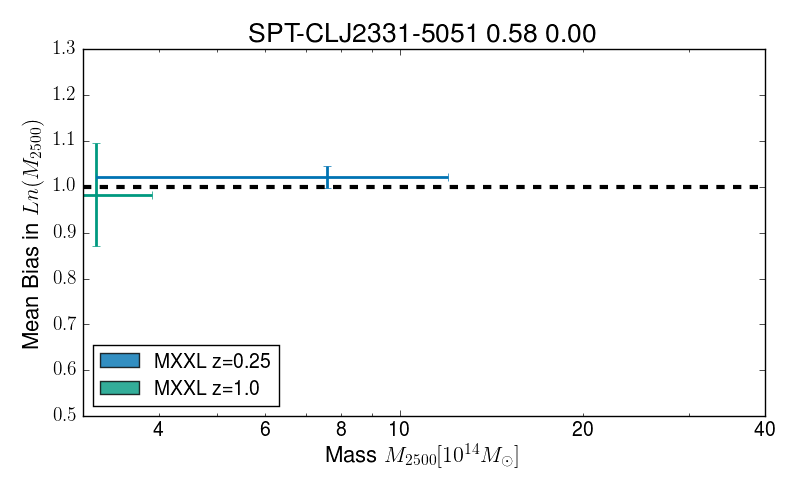 SPT-CLJ2331-5051 0.58 0.00
1.3
1.2
1.1
1.0
0.9
0.8
0.7
0.6
0.5
Mean Bias in Ln(M₂₅₀₀)
MXXL z=0.25
MXXL z=1.0
4 6 8 10 20 40
Mass M₂₅₀₀[10¹⁴M☉]